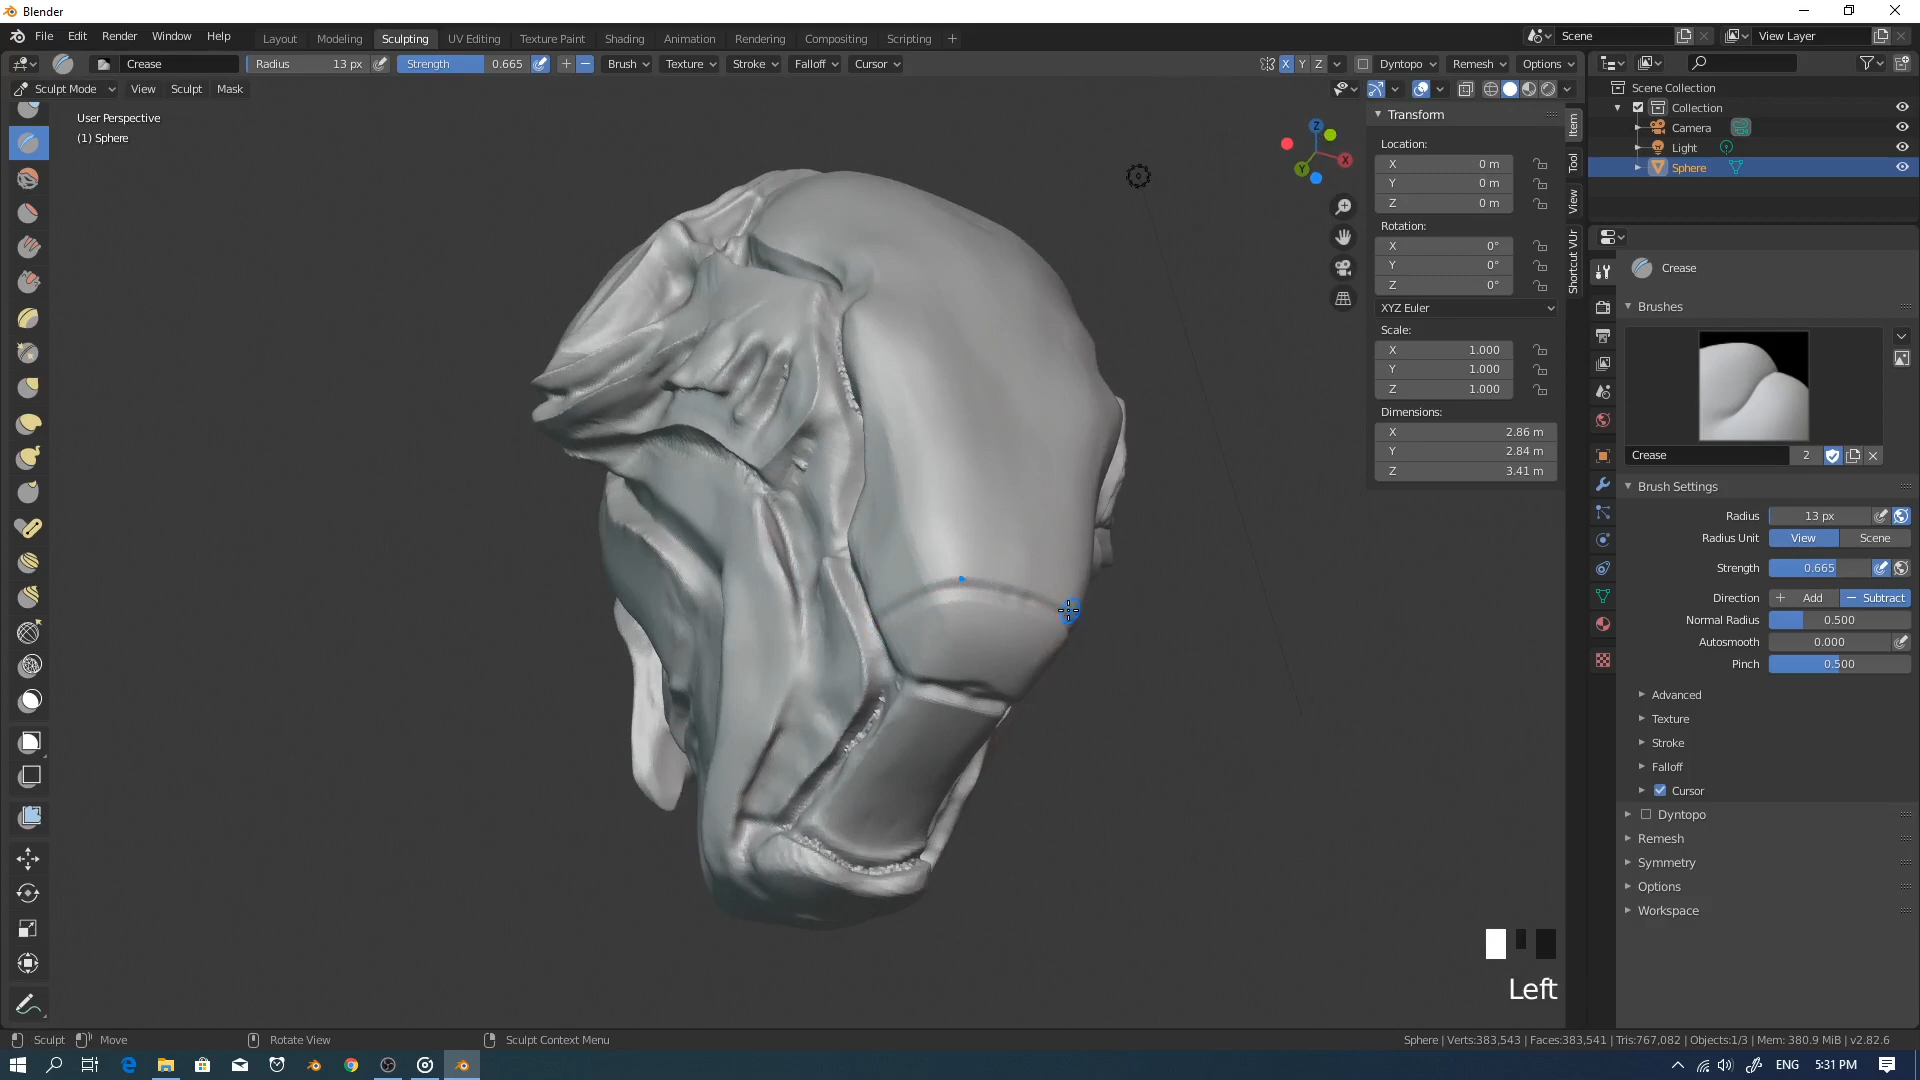 Blender
File Edit Render Window Help Layout Modeling Sculpting UV Editing Texture Paint Shading Animation Rendering Compositing Scripting + Scene View Layer
Crease Radius 13 px Strength 0.665 Brush Texture Stroke Falloff Cursor X Y Z Dyntopo Remesh Options
Sculpt Mode View Sculpt Mask
User Perspective
(1) Sphere
Z
X
Y
Transform
Location:
X 0 m
Y 0 m
Z 0 m
Rotation:
X 0°
Y 0°
Z 0°
XYZ Euler
Scale:
X 1.000
Y 1.000
Z 1.000
Dimensions:
X 2.86 m
Y 2.84 m
Z 3.41 m
Item
Tool
View
Shortcut VUr
Scene Collection
Collection
Camera
Light
Sphere
Crease
Brushes
Crease 2
Brush Settings
Radius 13 px
Radius Unit View Scene
Strength 0.665
Direction + Add − Subtract
Normal Radius 0.500
Autosmooth 0.000
Pinch 0.500
Advanced
Texture
Stroke
Falloff
Cursor
Dyntopo
Remesh
Symmetry
Options
Workspace
Left
Sculpt Move Rotate View Sculpt Context Menu Sphere | Verts:383,543 | Faces:383,541 | Tris:767,082 | Objects:1/3 | Mem: 380.9 MiB | v2.82.6
ENG 5:31 PM